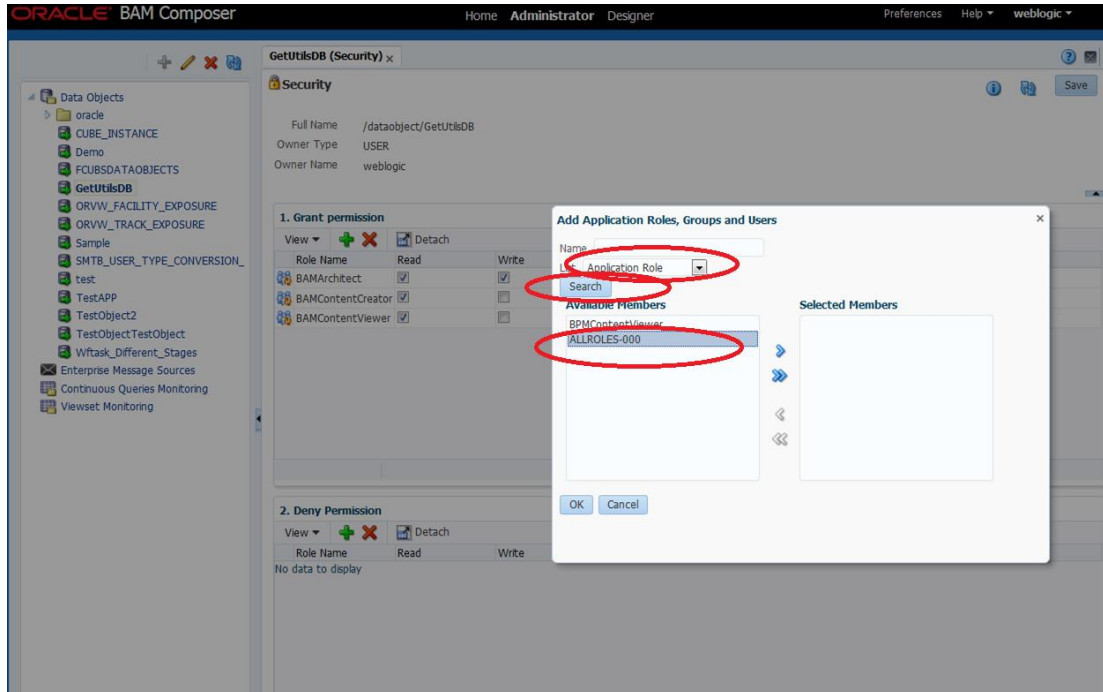 ORACLE BAM Composer
Home Administrator Designer
Preferences Help weblogic
GetUtilsDB (Security)
Security
Save
Full Name /dataobject/GetUtilsDB
Owner Type USER
Owner Name weblogic
Data Objects
oracle
CUBE_INSTANCE
Demo
FCUBSDATAOBJECTS
GetUtilsDB
ORVW_FACILITY_EXPOSURE
ORVW_TRACK_EXPOSURE
Sample
SMTB_USER_TYPE_CONVERSION_
test
TestAPP
TestObject2
TestObjectTestObject
Wftask_Different_Stages
Enterprise Message Sources
Continuous Queries Monitoring
Viewset Monitoring
1. Grant permission
View Detach
Role Name Read Write
BAMArchitect
BAMContentCreator
BAMContentViewer
2. Deny Permission
View Detach
Role Name Read Write
No data to display
Add Application Roles, Groups and Users
Name
List Application Role
Search
Available Members Selected Members
BPMContentViewer
ALLROLES-000
OK Cancel